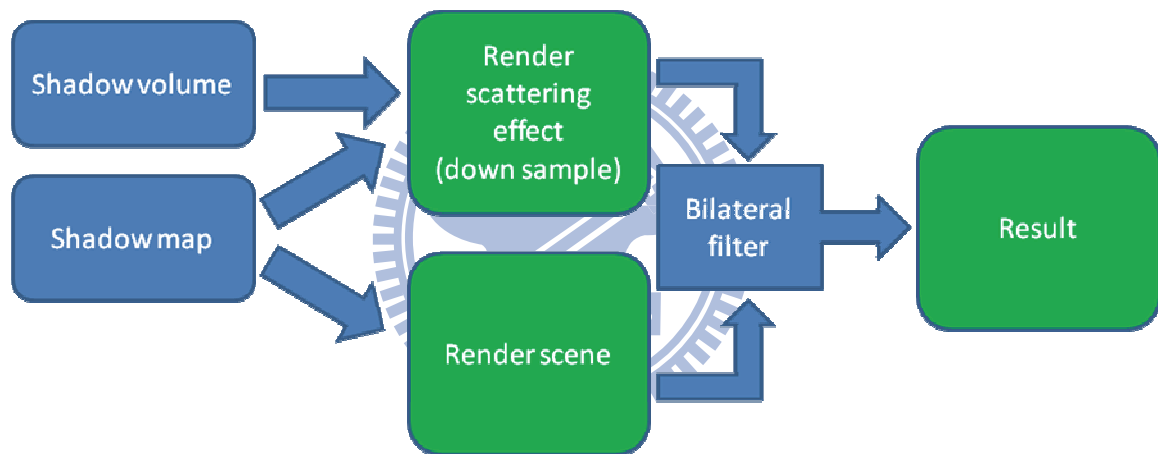 Shadow volume
Shadow map
Render
scattering
effect
(down sample)
Render scene
Bilateral
filter
Result